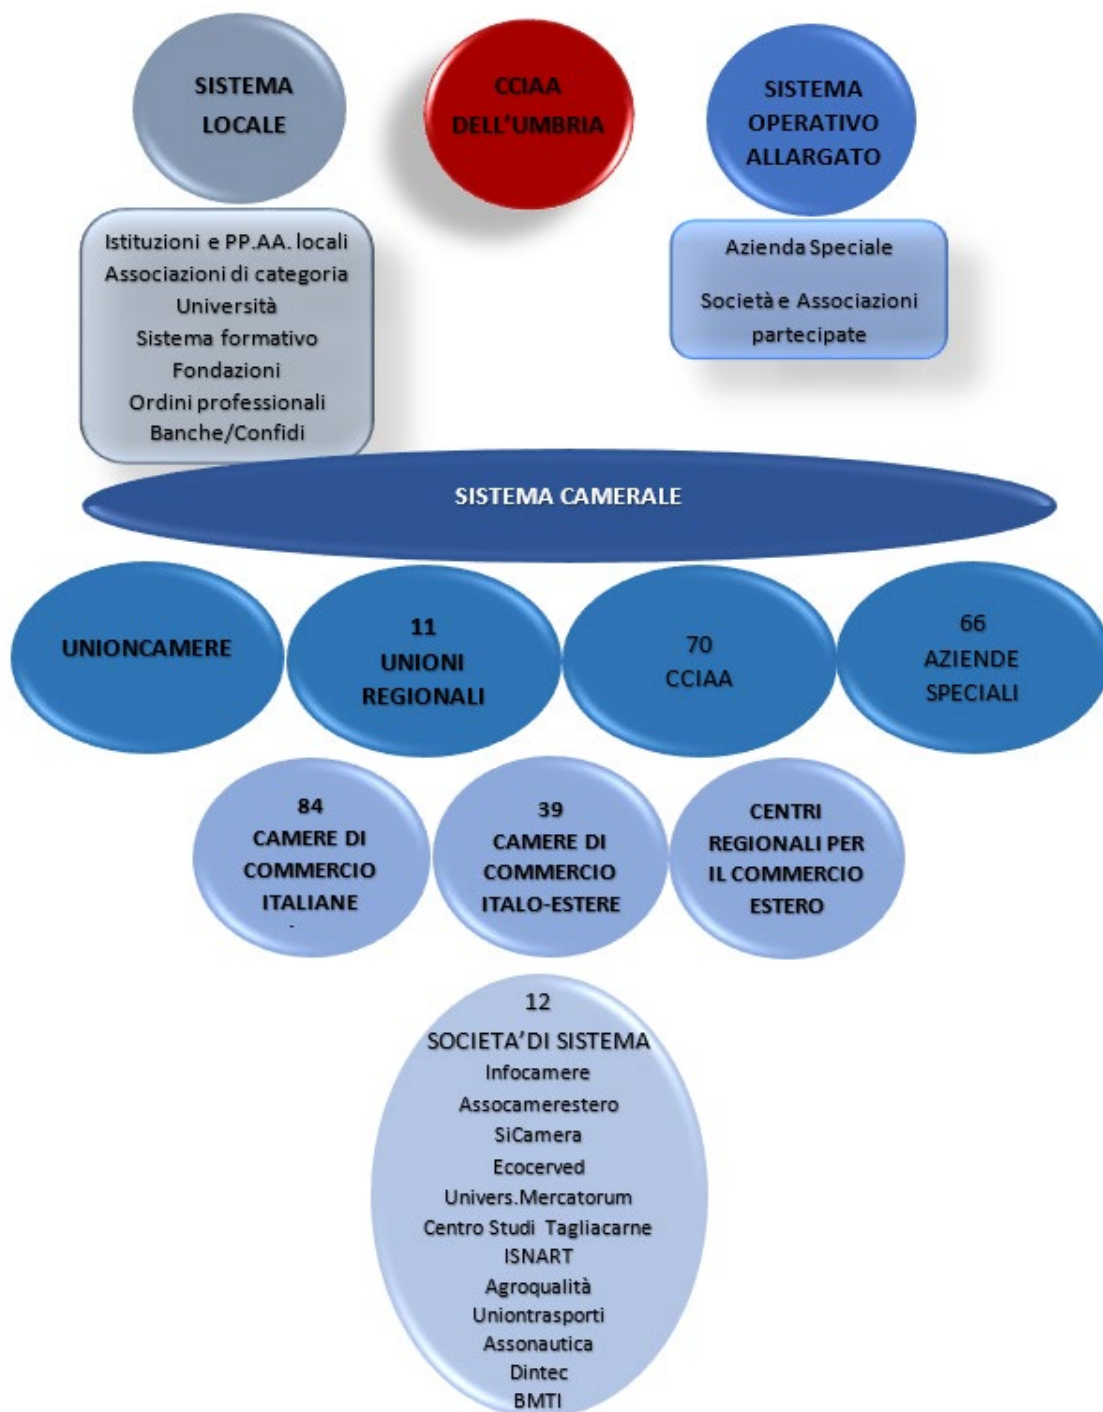 SISTEMA
LOCALE
CCIAA
DELL'UMBRIA
SISTEMA
OPERATIVO
ALLARGATO
Istituzioni e PP.AA. locali
Associazioni di categoria
Università
Sistema formativo
Fondazioni
Ordini professionali
Banche/Confidi
Azienda Speciale
Società e Associazioni
partecipate
SISTEMA CAMERALE
UNIONCAMERE
11
UNIONI
REGIONALI
70
CCIAA
66
AZIENDE
SPECIALI
84
CAMERE DI
COMMERCIO
ITALIANE
39
CAMERE DI
COMMERCIO
ITALO-ESTERE
CENTRI
REGIONALI PER
IL COMMERCIO
ESTERO
12
SOCIETA'DI SISTEMA
Infocamere
Assocamerestero
SiCamera
Ecocerved
Univers.Mercatorum
Centro Studi Tagliacarne
ISNART
Agroqualità
Uniontrasporti
Assonautica
Dintec
BMTI